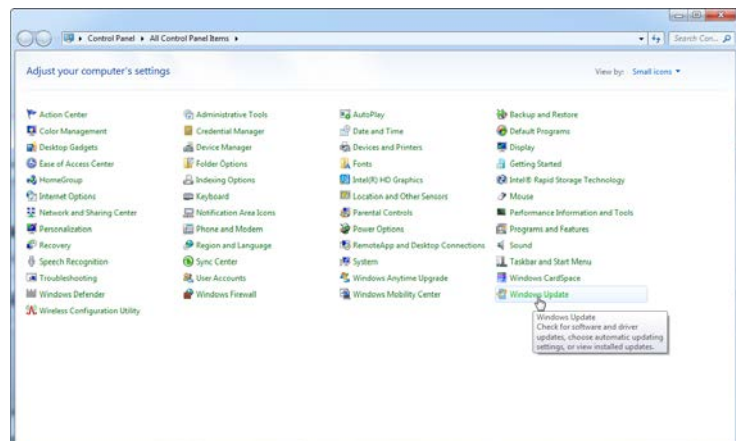 Control Panel ▸ All Control Panel Items ▸
Search Con...
Adjust your computer's settings
View by: Small icons
Action Center
Administrative Tools
AutoPlay
Backup and Restore
Color Management
Credential Manager
Date and Time
Default Programs
Desktop Gadgets
Device Manager
Devices and Printers
Display
Ease of Access Center
Folder Options
Fonts
Getting Started
HomeGroup
Indexing Options
Intel(R) HD Graphics
Intel® Rapid Storage Technology
Internet Options
Keyboard
Location and Other Sensors
Mouse
Network and Sharing Center
Notification Area Icons
Parental Controls
Performance Information and Tools
Personalization
Phone and Modem
Power Options
Programs and Features
Recovery
Region and Language
RemoteApp and Desktop Connections
Sound
Speech Recognition
Sync Center
System
Taskbar and Start Menu
Troubleshooting
User Accounts
Windows Anytime Upgrade
Windows CardSpace
Windows Defender
Windows Firewall
Windows Mobility Center
Windows Update
Wireless Configuration Utility
Windows Update
Check for software and driver
updates, choose automatic updating
settings, or view installed updates.